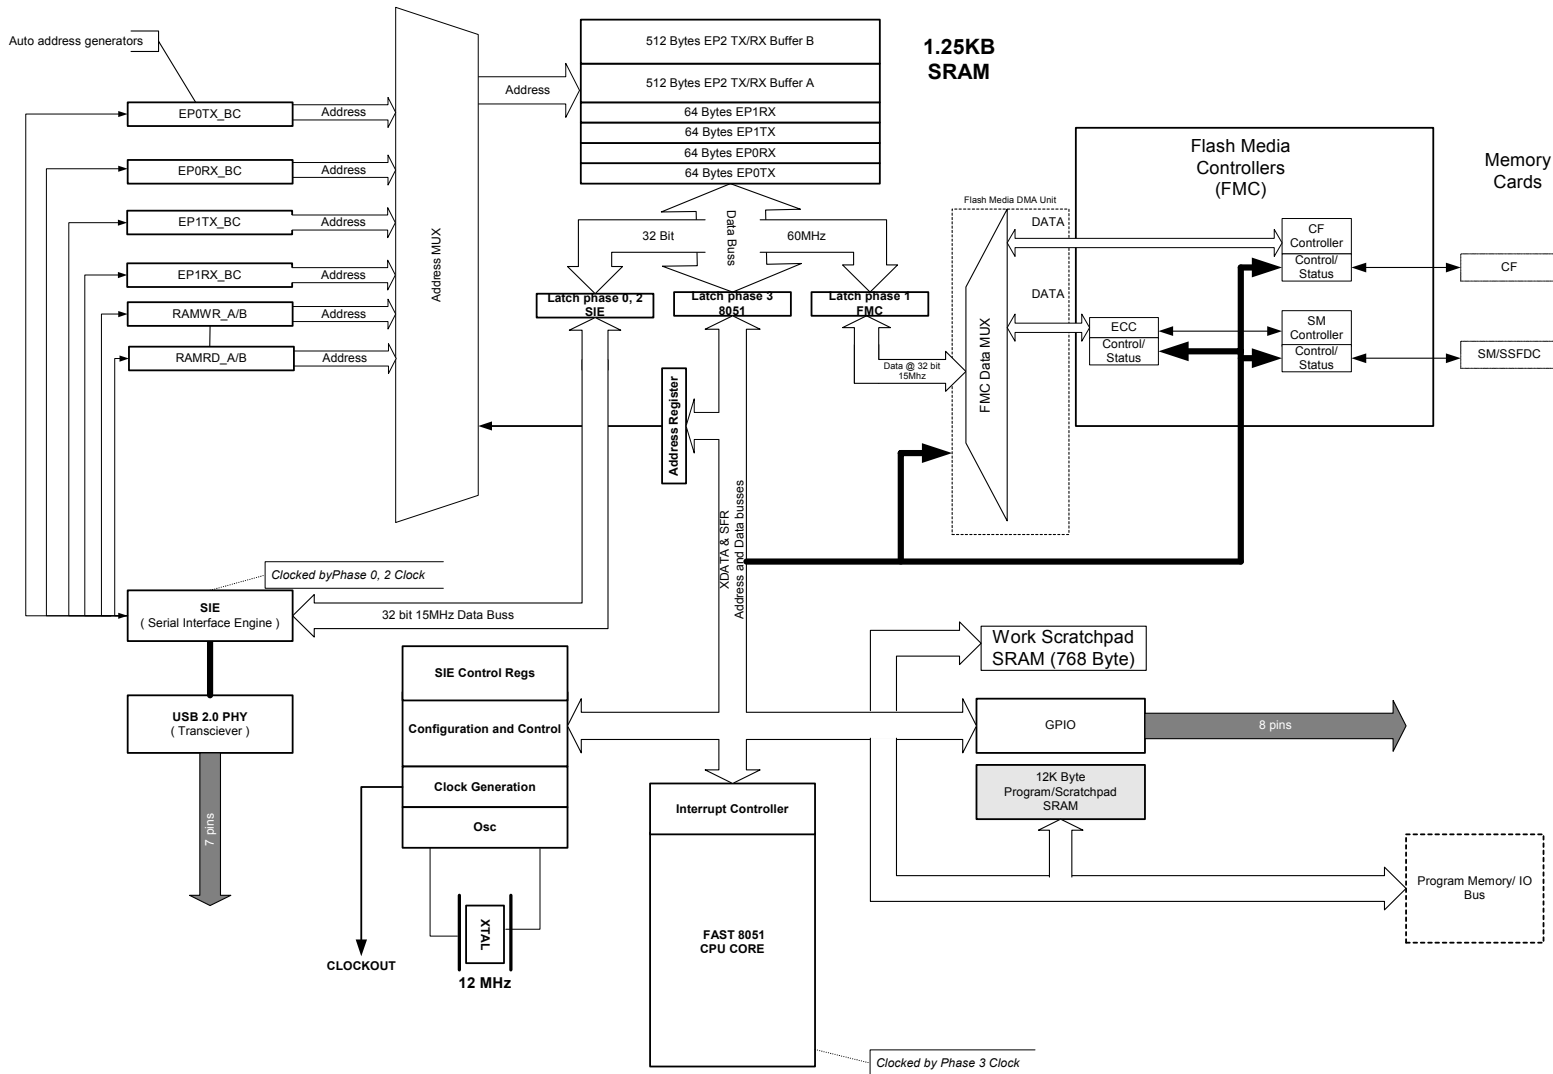 Auto address generators
EP0TX_BC
Address
EP0RX_BC
Address
EP1TX_BC
Address
EP1RX_BC
Address
RAMWR_A/B
Address
RAMRD_A/B
Address
Address MUX
Address
512 Bytes EP2 TX/RX Buffer B
512 Bytes EP2 TX/RX Buffer A
64 Bytes EP1RX
64 Bytes EP1TX
64 Bytes EP0RX
64 Bytes EP0TX
1.25KB
SRAM
32 Bit
Data Buss
60MHz
Latch phase 0, 2
SIE
Latch phase 3
8051
Latch phase 1
FMC
Data @ 32 bit
15Mhz
Address Register
Flash Media DMA Unit
FMC Data MUX
DATA
DATA
Flash Media
Controllers
(FMC)
CF
Controller
Control/
Status
ECC
Control/
Status
SM
Controller
Control/
Status
Memory
Cards
CF
SM/SSFDC
XDATA & SFR
Address and Data busses
Clocked byPhase 0, 2 Clock
SIE
( Serial Interface Engine )
32 bit 15MHz Data Buss
USB 2.0 PHY
( Transciever )
7 pins
SIE Control Regs
Configuration and Control
Clock Generation
Osc
XTAL
12 MHz
CLOCKOUT
Interrupt Controller
FAST 8051
CPU CORE
Clocked by Phase 3 Clock
Work Scratchpad
SRAM (768 Byte)
GPIO
8 pins
12K Byte
Program/Scratchpad
SRAM
Program Memory/ IO
Bus